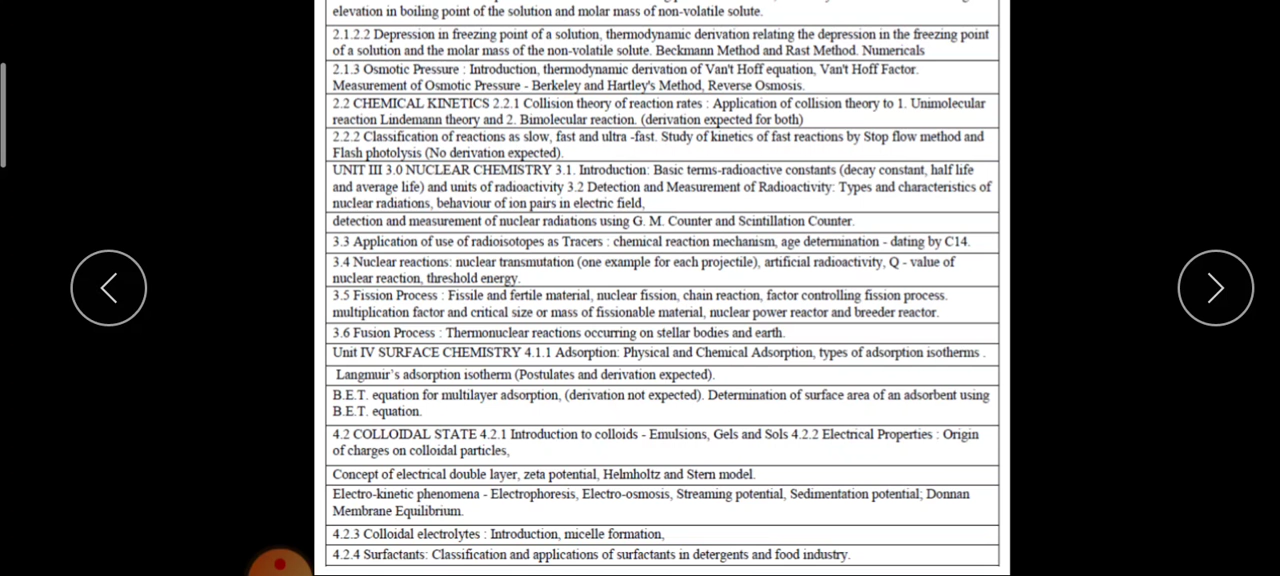 elevation in boiling point of the solution and molar mass of non-volatile solute.
2.1.2.2 Depression in freezing point of a solution, thermodynamic derivation relating the depression in the freezing point
of a solution and the molar mass of the non-volatile solute. Beckmann Method and Rast Method. Numericals
2.1.3 Osmotic Pressure : Introduction, thermodynamic derivation of Van't Hoff equation, Van't Hoff Factor.
Measurement of Osmotic Pressure - Berkeley and Hartley's Method, Reverse Osmosis.
2.2 CHEMICAL KINETICS 2.2.1 Collision theory of reaction rates : Application of collision theory to 1. Unimolecular
reaction Lindemann theory and 2. Bimolecular reaction. (derivation expected for both)
2.2.2 Classification of reactions as slow, fast and ultra -fast. Study of kinetics of fast reactions by Stop flow method and
Flash photolysis (No derivation expected).
UNIT III 3.0 NUCLEAR CHEMISTRY 3.1. Introduction: Basic terms-radioactive constants (decay constant, half life
and average life) and units of radioactivity 3.2 Detection and Measurement of Radioactivity: Types and characteristics of
nuclear radiations, behaviour of ion pairs in electric field,
detection and measurement of nuclear radiations using G. M. Counter and Scintillation Counter.
3.3 Application of use of radioisotopes as Tracers : chemical reaction mechanism, age determination - dating by C14.
3.4 Nuclear reactions: nuclear transmutation (one example for each projectile), artificial radioactivity, Q - value of
nuclear reaction, threshold energy.
3.5 Fission Process : Fissile and fertile material, nuclear fission, chain reaction, factor controlling fission process.
multiplication factor and critical size or mass of fissionable material, nuclear power reactor and breeder reactor.
3.6 Fusion Process : Thermonuclear reactions occurring on stellar bodies and earth.
Unit IV SURFACE CHEMISTRY 4.1.1 Adsorption: Physical and Chemical Adsorption, types of adsorption isotherms .
Langmuir's adsorption isotherm (Postulates and derivation expected).
B.E.T. equation for multilayer adsorption, (derivation not expected). Determination of surface area of an adsorbent using
B.E.T. equation.
4.2 COLLOIDAL STATE 4.2.1 Introduction to colloids - Emulsions, Gels and Sols 4.2.2 Electrical Properties : Origin
of charges on colloidal particles,
Concept of electrical double layer, zeta potential, Helmholtz and Stern model.
Electro-kinetic phenomena - Electrophoresis, Electro-osmosis, Streaming potential, Sedimentation potential; Donnan
Membrane Equilibrium.
4.2.3 Colloidal electrolytes : Introduction, micelle formation,
4.2.4 Surfactants: Classification and applications of surfactants in detergents and food industry.